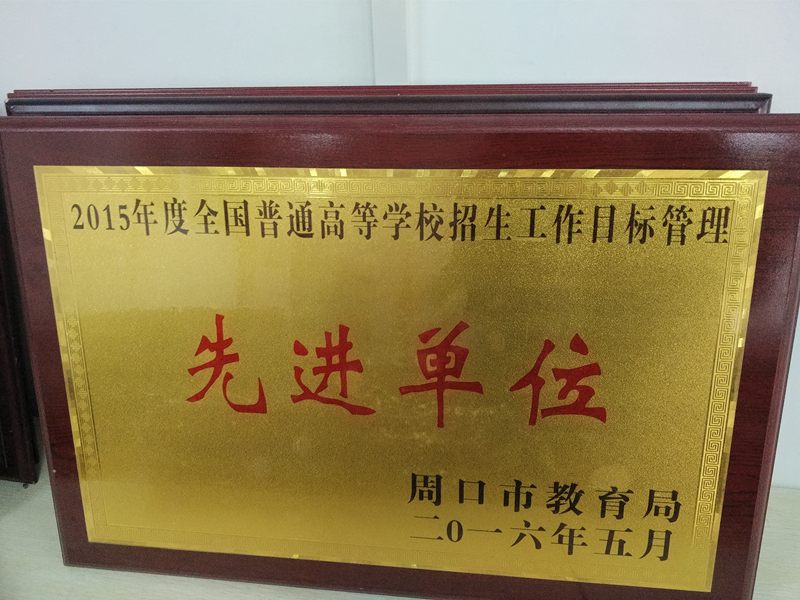 2015年度全国普通高等学校招生工作目标管理
先进单位
周口市教育局
二0一六年五月